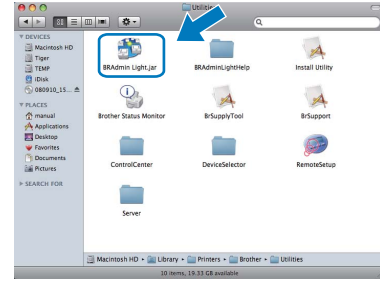 Utilities
DEVICES
Macintosh HD
Tiger
TEMP
iDisk
080910_15...
PLACES
manual
Applications
Desktop
Favorites
Documents
Pictures
SEARCH FOR
BRAdmin Light.jar
BRAdminLightHelp
Install Utility
Brother Status Monitor
BrSupplyTool
BrSupport
ControlCenter
DeviceSelector
RemoteSetup
Server
Macintosh HD ▸ Library ▸ Printers ▸ Brother ▸ Utilities
10 items, 19.33 GB available